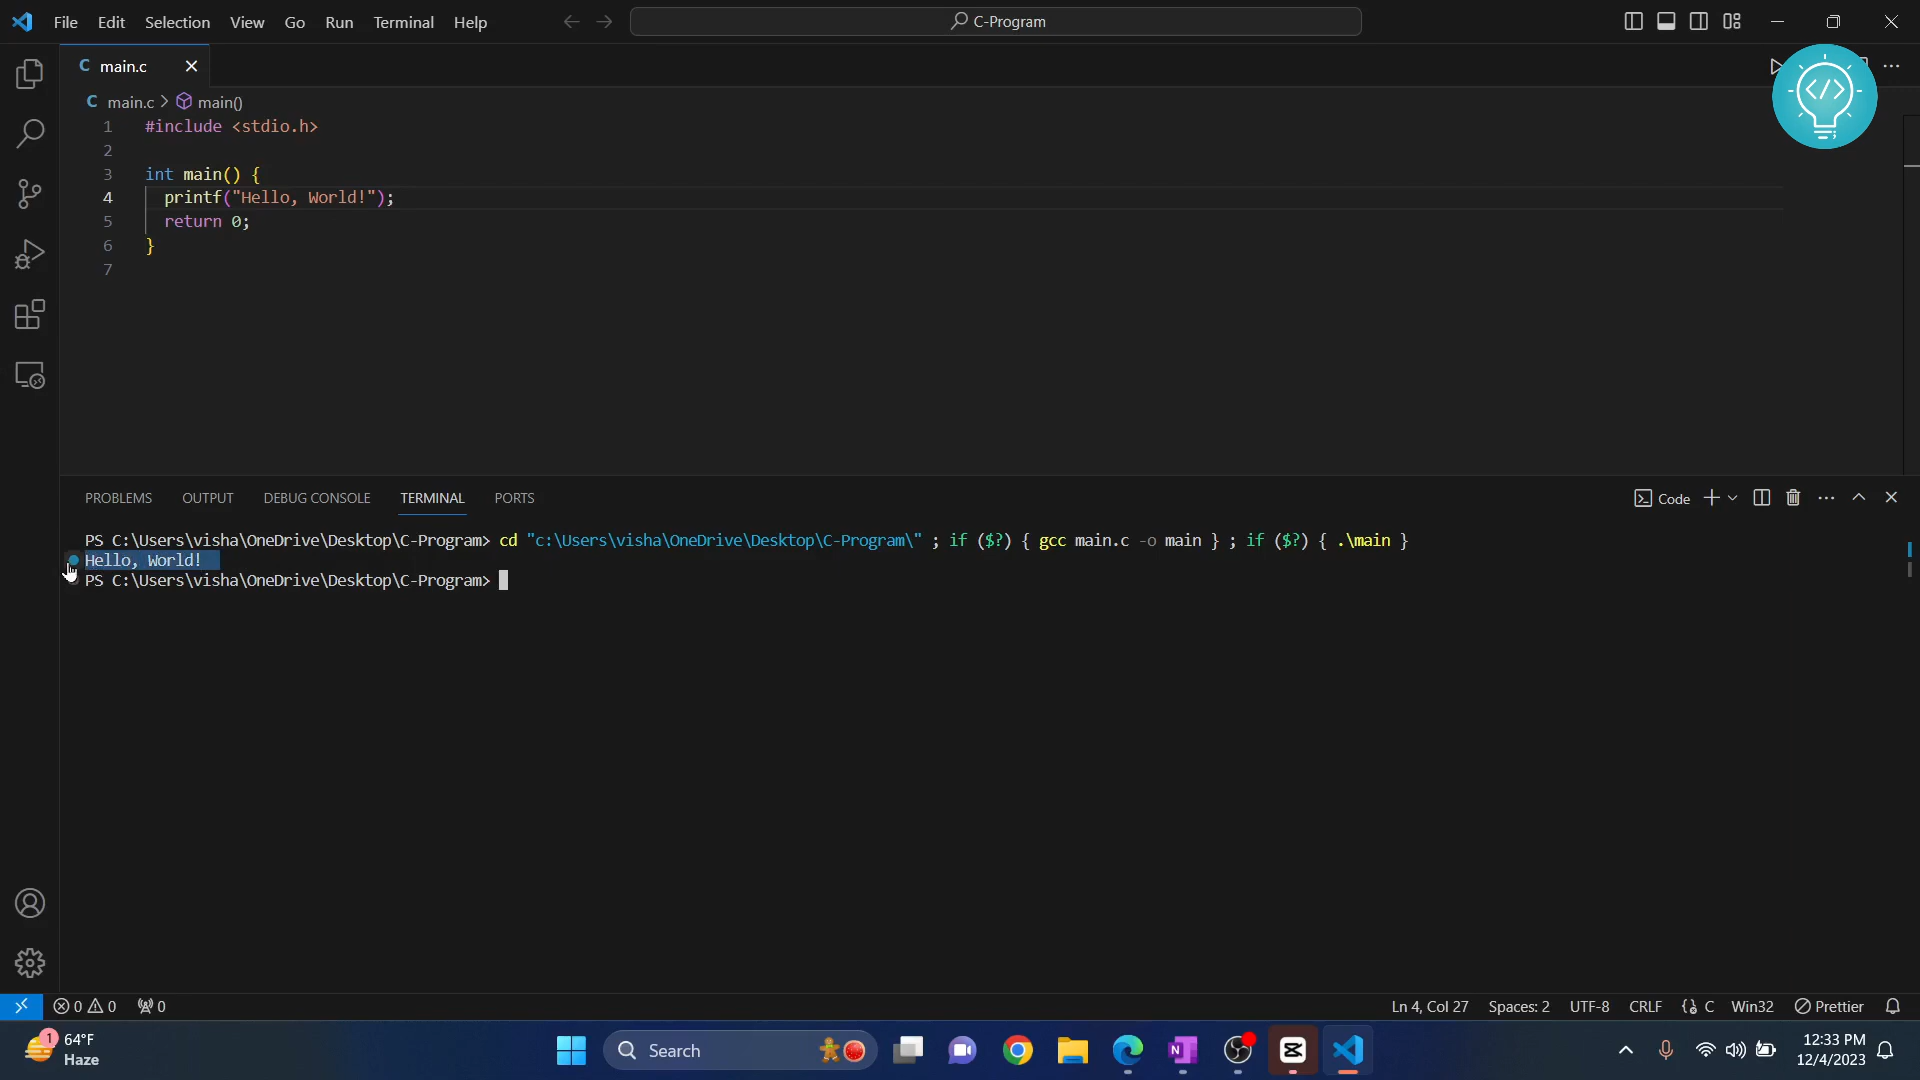 File Edit Selection View Go Run Terminal Help
C-Program
C main.c
C main.c > main()
1 #include <stdio.h>
2
3 int main() {
4 printf("Hello, World!");
5 return 0;
6 }
7
</>
PROBLEMS OUTPUT DEBUG CONSOLE TERMINAL PORTS
Code
PS C:\Users\visha\OneDrive\Desktop\C-Program> cd "c:\Users\visha\OneDrive\Desktop\C-Program\" ; if ($?) { gcc main.c -o main } ; if ($?) { .\main }
Hello, World!
PS C:\Users\visha\OneDrive\Desktop\C-Program>
0 0 0
Ln 4, Col 27 Spaces: 2 UTF-8 CRLF {} C Win32 Prettier
1
64°F
Haze
Search
N
12:33 PM
12/4/2023